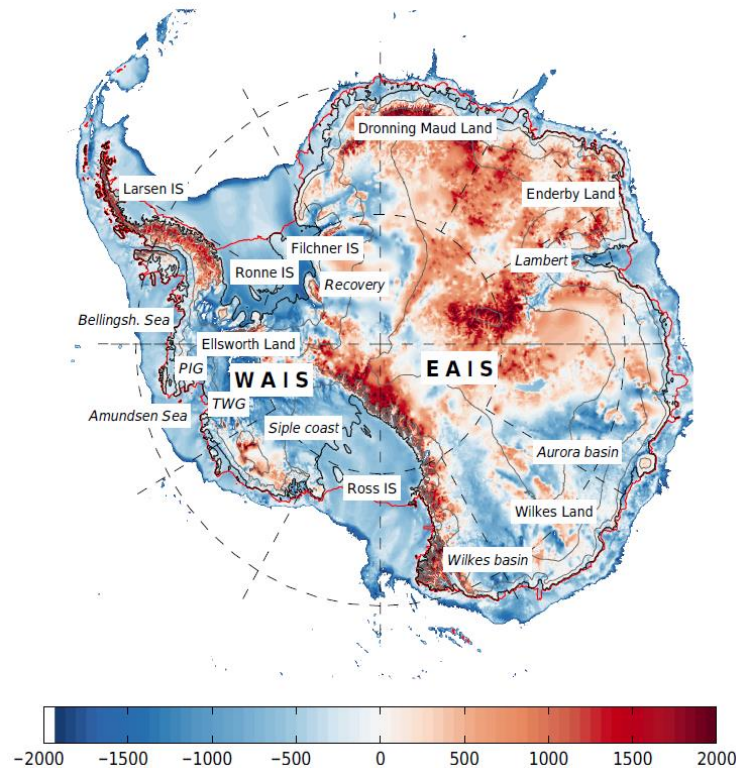 Dronning Maud Land
Larsen IS
Enderby Land
Filchner IS
Lambert
Ronne IS
Recovery
Bellingsh. Sea
Ellsworth Land
PIG
WAIS
EAIS
TWG
Amundsen Sea
Siple coast
Aurora basin
Ross IS
Wilkes Land
Wilkes basin
−2000 −1500 −1000 −500 0 500 1000 1500 2000